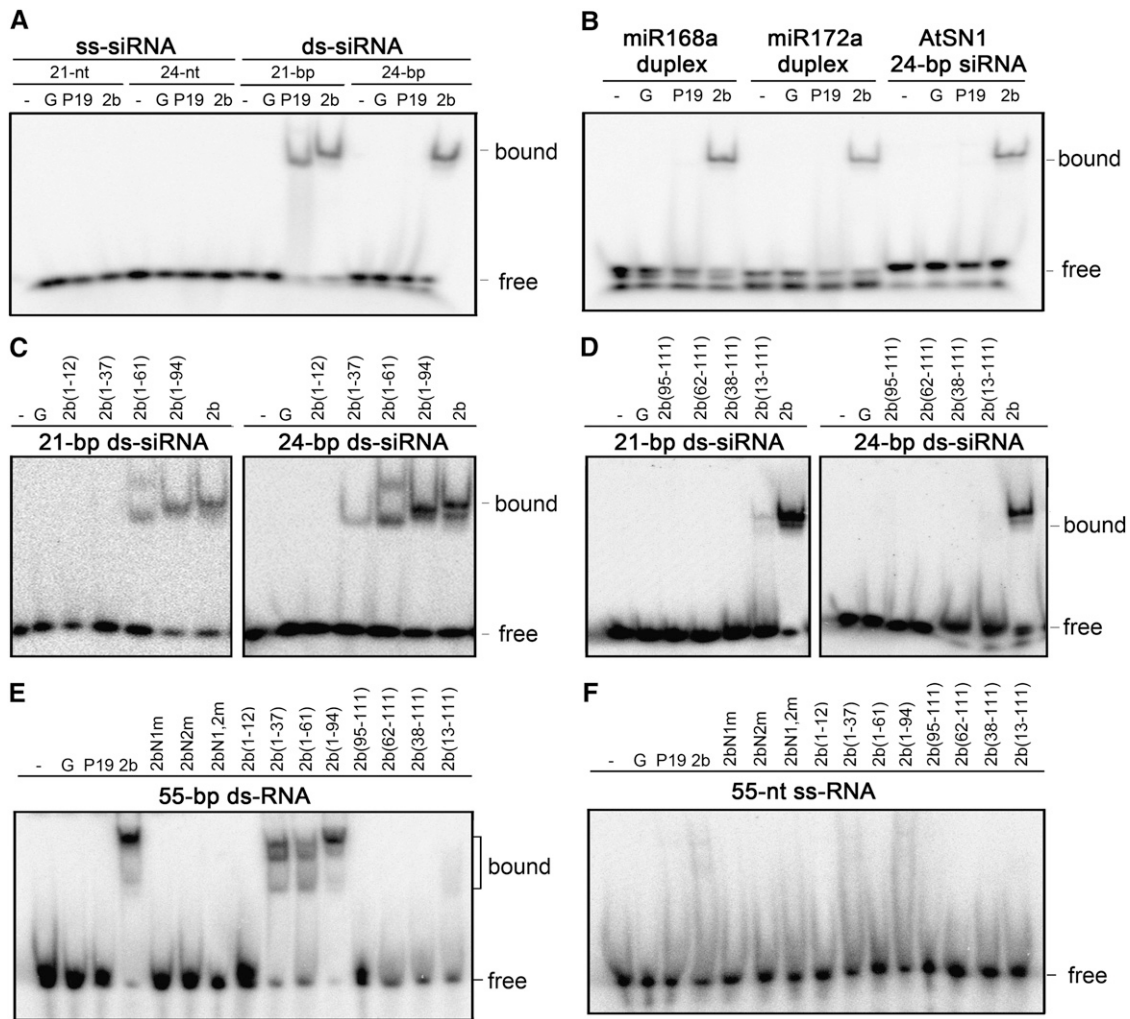 A
ss-siRNA ds-siRNA
21-nt 24-nt 21-bp 24-bp
- G P19 2b - G P19 2b - G P19 2b - G P19 2b
bound
free
B
miR168a duplex miR172a duplex AtSN1 24-bp siRNA
- G P19 2b - G P19 2b - G P19 2b
bound
free
C
- G 2b(1-12) 2b(1-37) 2b(1-61) 2b(1-94) 2b - G 2b(1-12) 2b(1-37) 2b(1-61) 2b(1-94) 2b
21-bp ds-siRNA 24-bp ds-siRNA
bound
free
D
- G 2b(95-111) 2b(62-111) 2b(38-111) 2b(13-111) 2b - G 2b(95-111) 2b(62-111) 2b(38-111) 2b(13-111) 2b
21-bp ds-siRNA 24-bp ds-siRNA
bound
free
E
- G P19 2b 2bN1m 2bN2m 2bN1,2m 2b(1-12) 2b(1-37) 2b(1-61) 2b(1-94) 2b(95-111) 2b(62-111) 2b(38-111) 2b(13-111)
55-bp ds-RNA
bound
free
F
- G P19 2b 2bN1m 2bN2m 2bN1,2m 2b(1-12) 2b(1-37) 2b(1-61) 2b(1-94) 2b(95-111) 2b(62-111) 2b(38-111) 2b(13-111)
55-nt ss-RNA
free